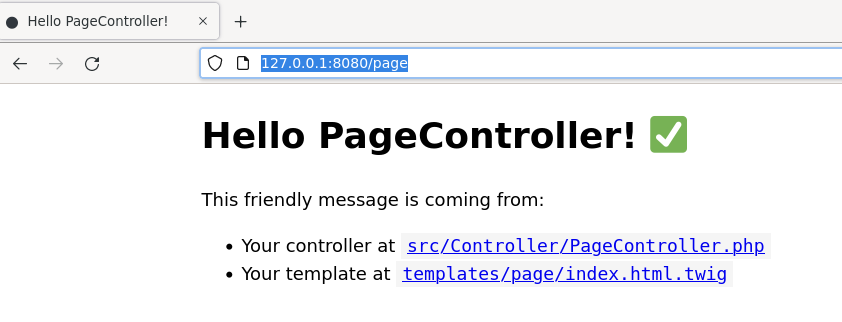 Hello PageController!
127.0.0.1:8080/page
Hello PageController! ✅
This friendly message is coming from:
• Your controller at src/Controller/PageController.php
• Your template at templates/page/index.html.twig